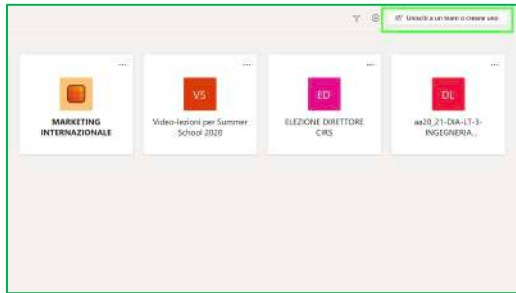 Unisciti a un team o creane uno
VS
ED
DL
MARKETING
INTERNAZIONALE
Video-lezioni per Summer
School 2020
ELEZIONE DIRETTORE
CIRS
aa20_21-DIA-LT-3-
INGEGNERIA...